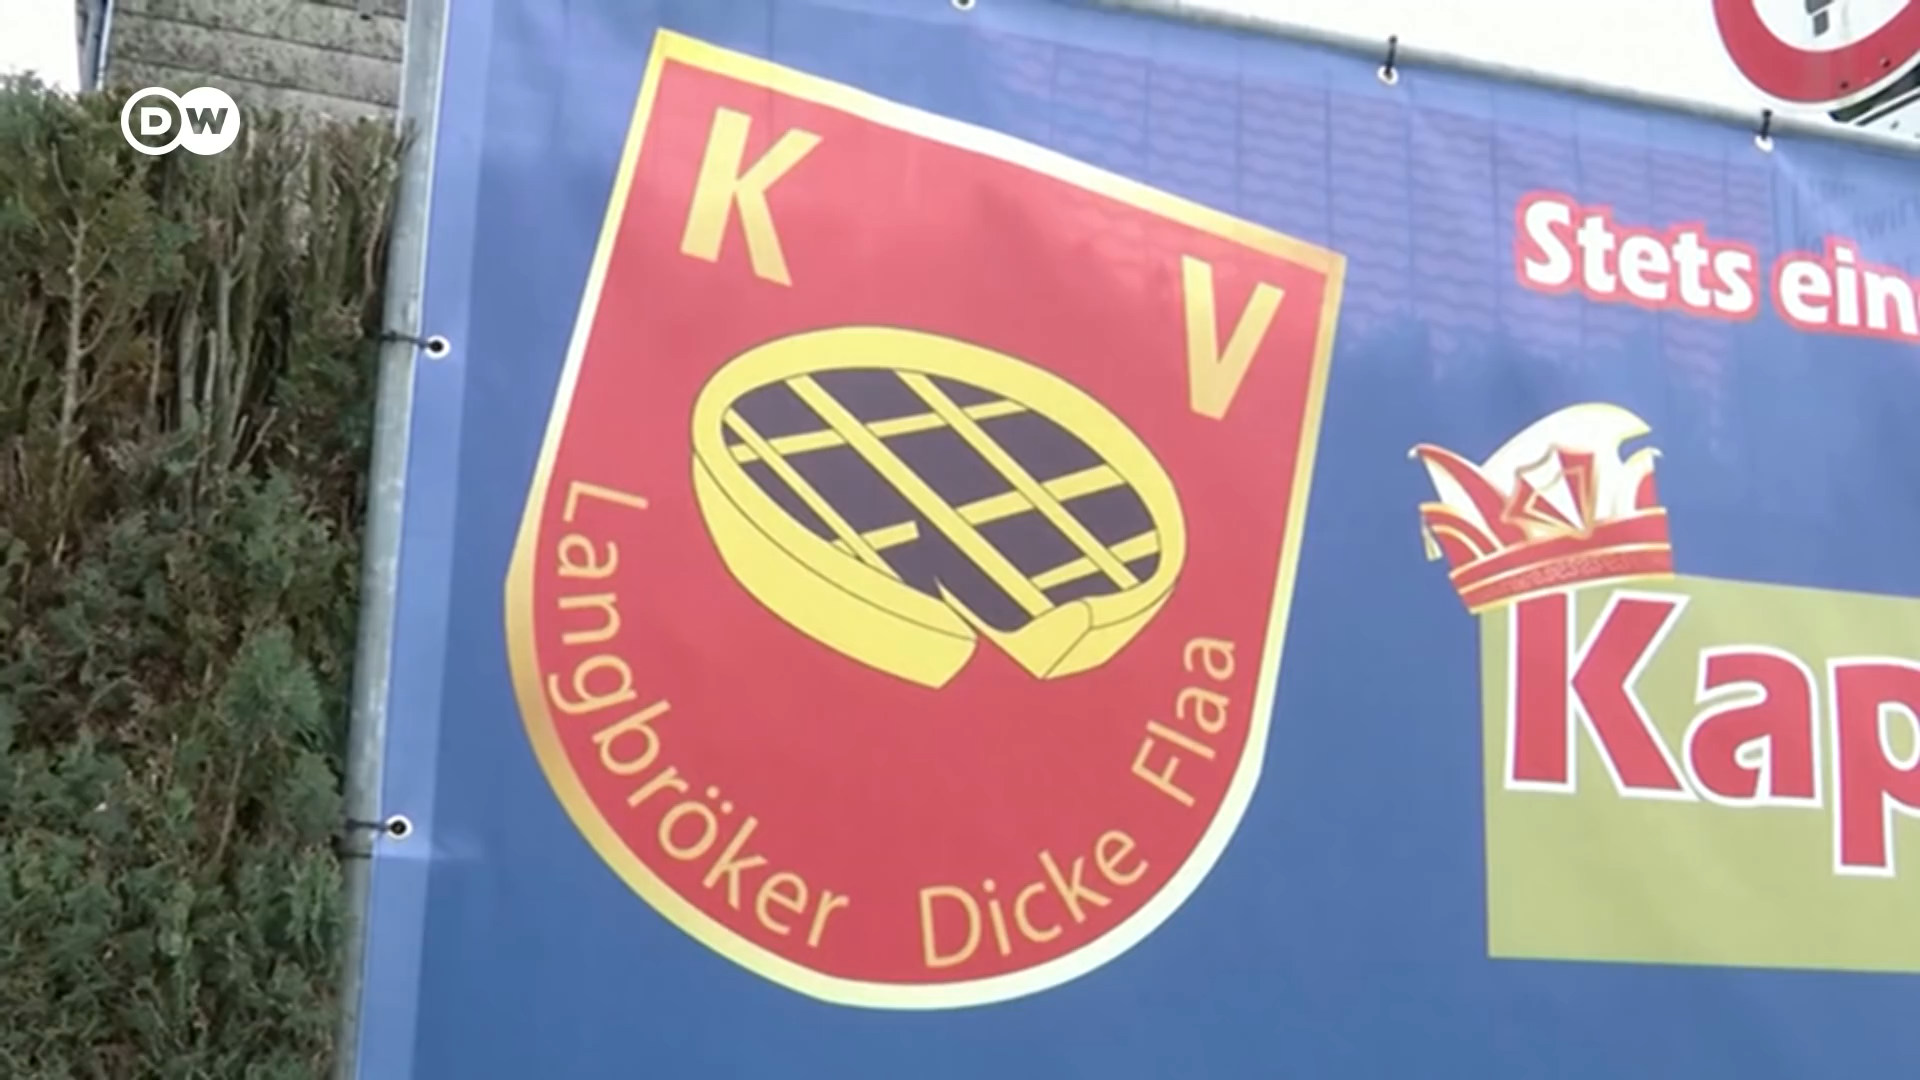 DW
K V
Langbröker Dicke Flaa
Stets ein
Kap